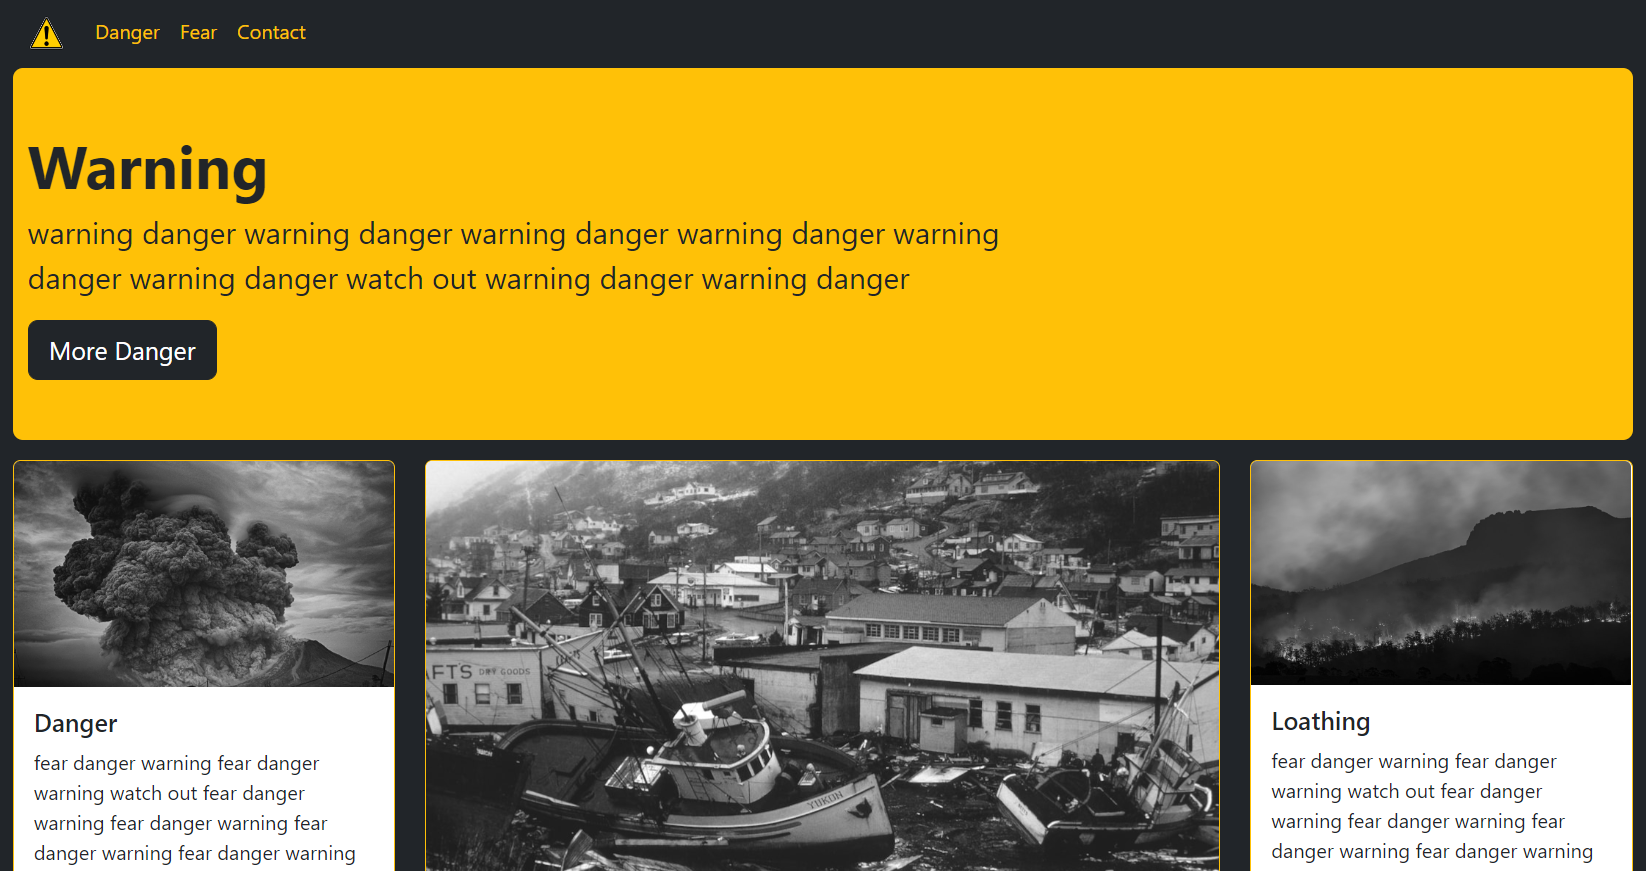 Danger Fear Contact
Warning
warning danger warning danger warning danger warning danger warning
danger warning danger watch out warning danger warning danger
More Danger
FT'S DRY GOODS
YUKON
Danger
fear danger warning fear danger
warning watch out fear danger
warning fear danger warning fear
danger warning fear danger warning
Loathing
fear danger warning fear danger
warning watch out fear danger
warning fear danger warning fear
danger warning fear danger warning